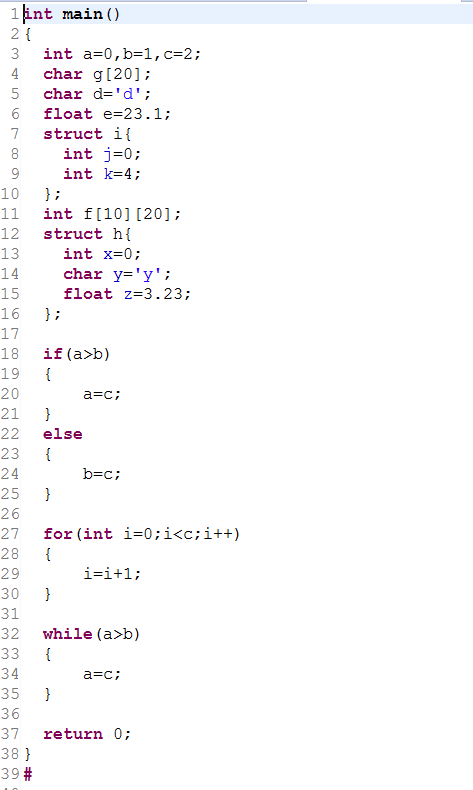 1 int main()
2 {
3 int a=0,b=1,c=2;
4 char g[20];
5 char d='d';
6 float e=23.1;
7 struct i{
8 int j=0;
9 int k=4;
10 };
11 int f[10][20];
12 struct h{
13 int x=0;
14 char y='y';
15 float z=3.23;
16 };
17
18 if(a>b)
19 {
20 a=c;
21 }
22 else
23 {
24 b=c;
25 }
26
27 for(int i=0;i<c;i++)
28 {
29 i=i+1;
30 }
31
32 while(a>b)
33 {
34 a=c;
35 }
36
37 return 0;
38 }
39 #